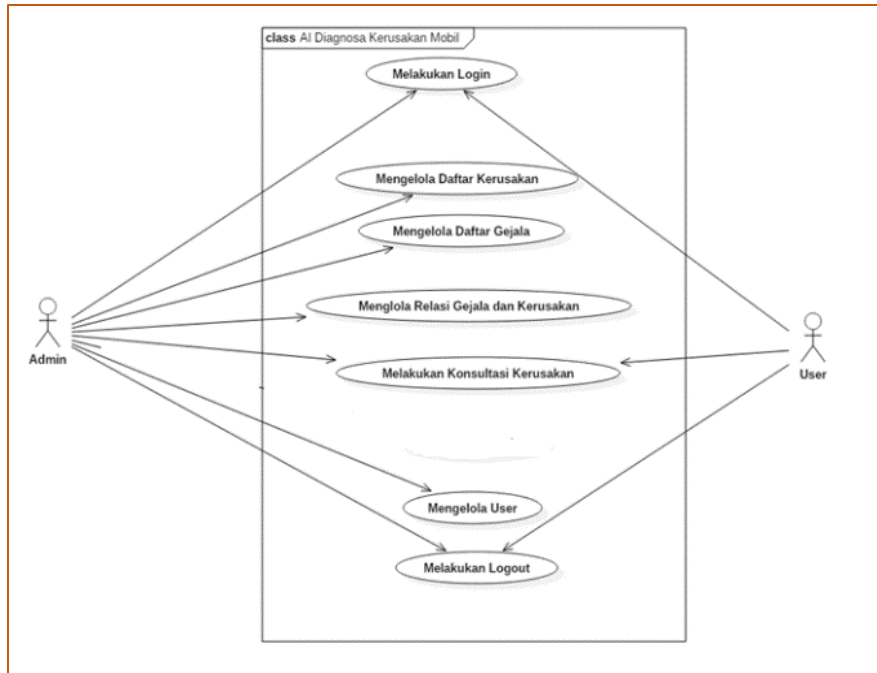 class AI Diagnosa Kerusakan Mobil
Melakukan Login
Mengelola Daftar Kerusakan
Mengelola Daftar Gejala
Menglola Relasi Gejala dan Kerusakan
Admin
User
Melakukan Konsultasi Kerusakan
Mengelola User
Melakukan Logout